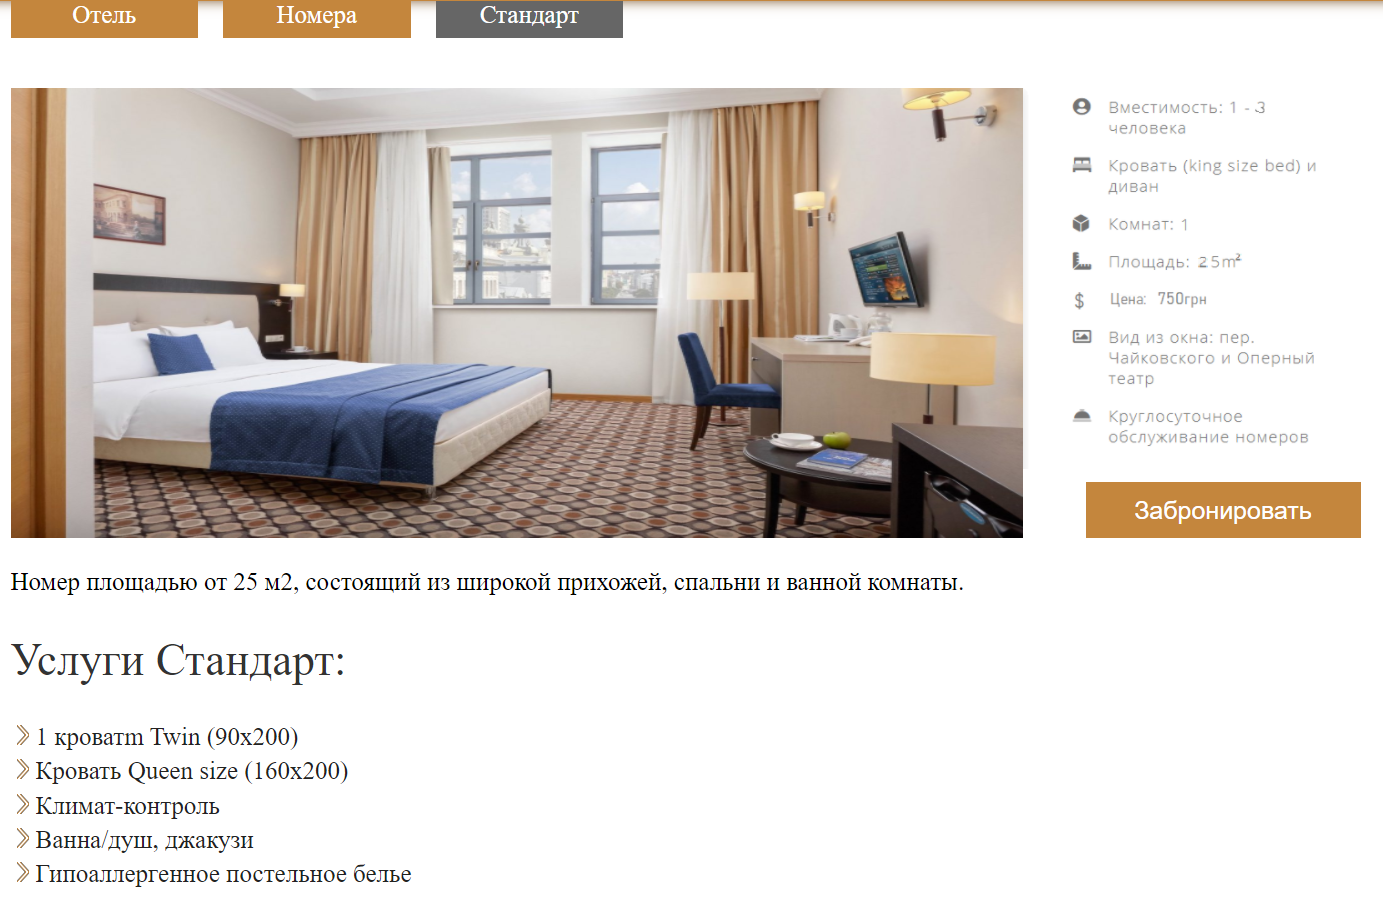 Отель
Номера
Стандарт
Вместимость: 1 - 3
человека
Кровать (king size bed) и
диван
Комнат: 1
Площадь: 25m²
Цена: 750грн
Вид из окна: пер.
Чайковского и Оперный
театр
Круглосуточное
обслуживание номеров
Забронировать
Номер площадью от 25 м2, состоящий из широкой прихожей, спальни и ванной комнаты.
Услуги Стандарт:
1 кроватm Twin (90x200)
Кровать Queen size (160x200)
Климат-контроль
Ванна/душ, джакузи
Гипоаллергенное постельное белье